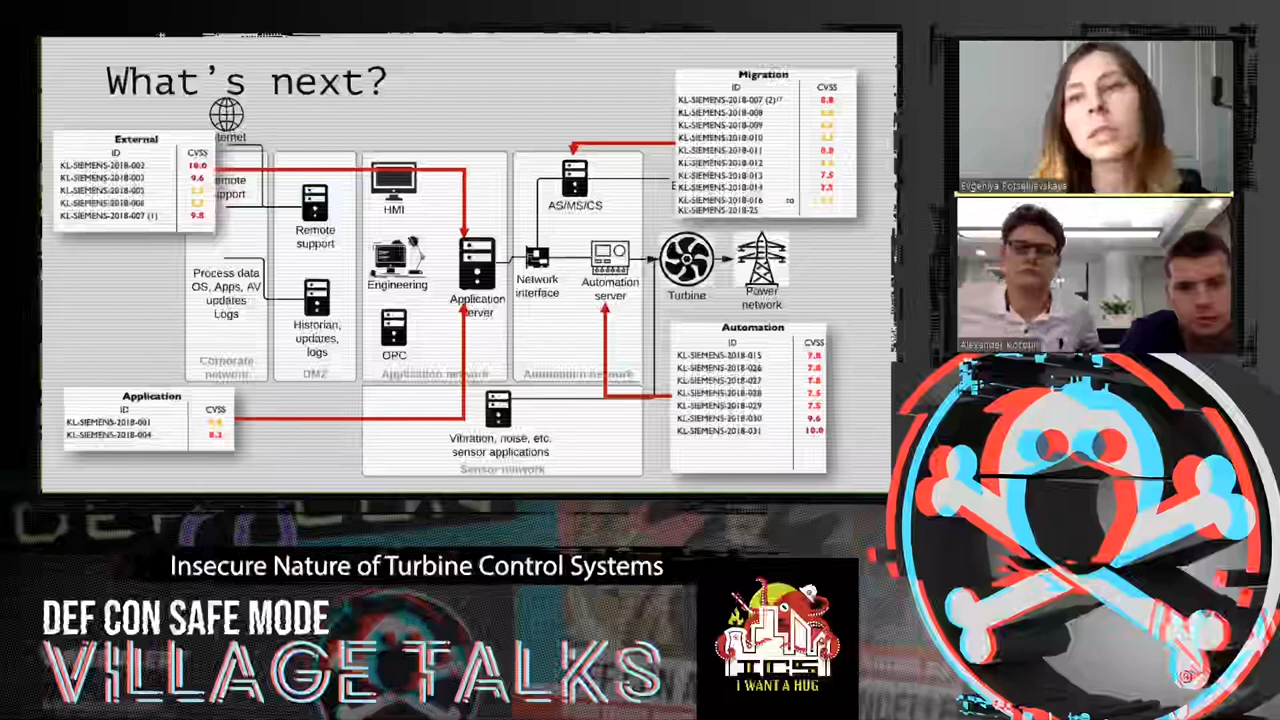 What's next?
External
ID CVSS
KL-SIEMENS-2018-002 10.0
KL-SIEMENS-2018-003 9.6
KL-SIEMENS-2018-005
KL-SIEMENS-2018-006
KL-SIEMENS-2018-007 (1) 9.8
Migration
ID CVSS
KL-SIEMENS-2018-007 (2) 8.8
KL-SIEMENS-2018-008
KL-SIEMENS-2018-009
KL-SIEMENS-2018-010
KL-SIEMENS-2018-011 8.8
KL-SIEMENS-2018-012
KL-SIEMENS-2018-013 7.5
KL-SIEMENS-2018-014 7.5
KL-SIEMENS-2018-016 to
KL-SIEMENS-2018-25
HMI
Remote
support
AS/MS/CS
Process data
OS, Apps, AV
updates
Logs
Historian,
updates,
logs
Engineering
OPC
Application
Network
interface
Automation
server
Turbine
Power
network
Corporate
network
DMZ
Application network
Automation network
Application
ID CVSS
KL-SIEMENS-2018-001
KL-SIEMENS-2018-004 8.2
Vibration, noise, etc.
sensor applications
Sensor network
Automation
ID CVSS
KL-SIEMENS-2018-015 7.8
KL-SIEMENS-2018-026 7.8
KL-SIEMENS-2018-027 7.8
KL-SIEMENS-2018-028 7.5
KL-SIEMENS-2018-029 7.5
KL-SIEMENS-2018-030 9.6
KL-SIEMENS-2018-031 10.0
Evgeniya
Alexander Korotin
Insecure Nature of Turbine Control Systems
DEF CON SAFE MODE
VILLAGE TALKS
ICS
I WANT A HUG